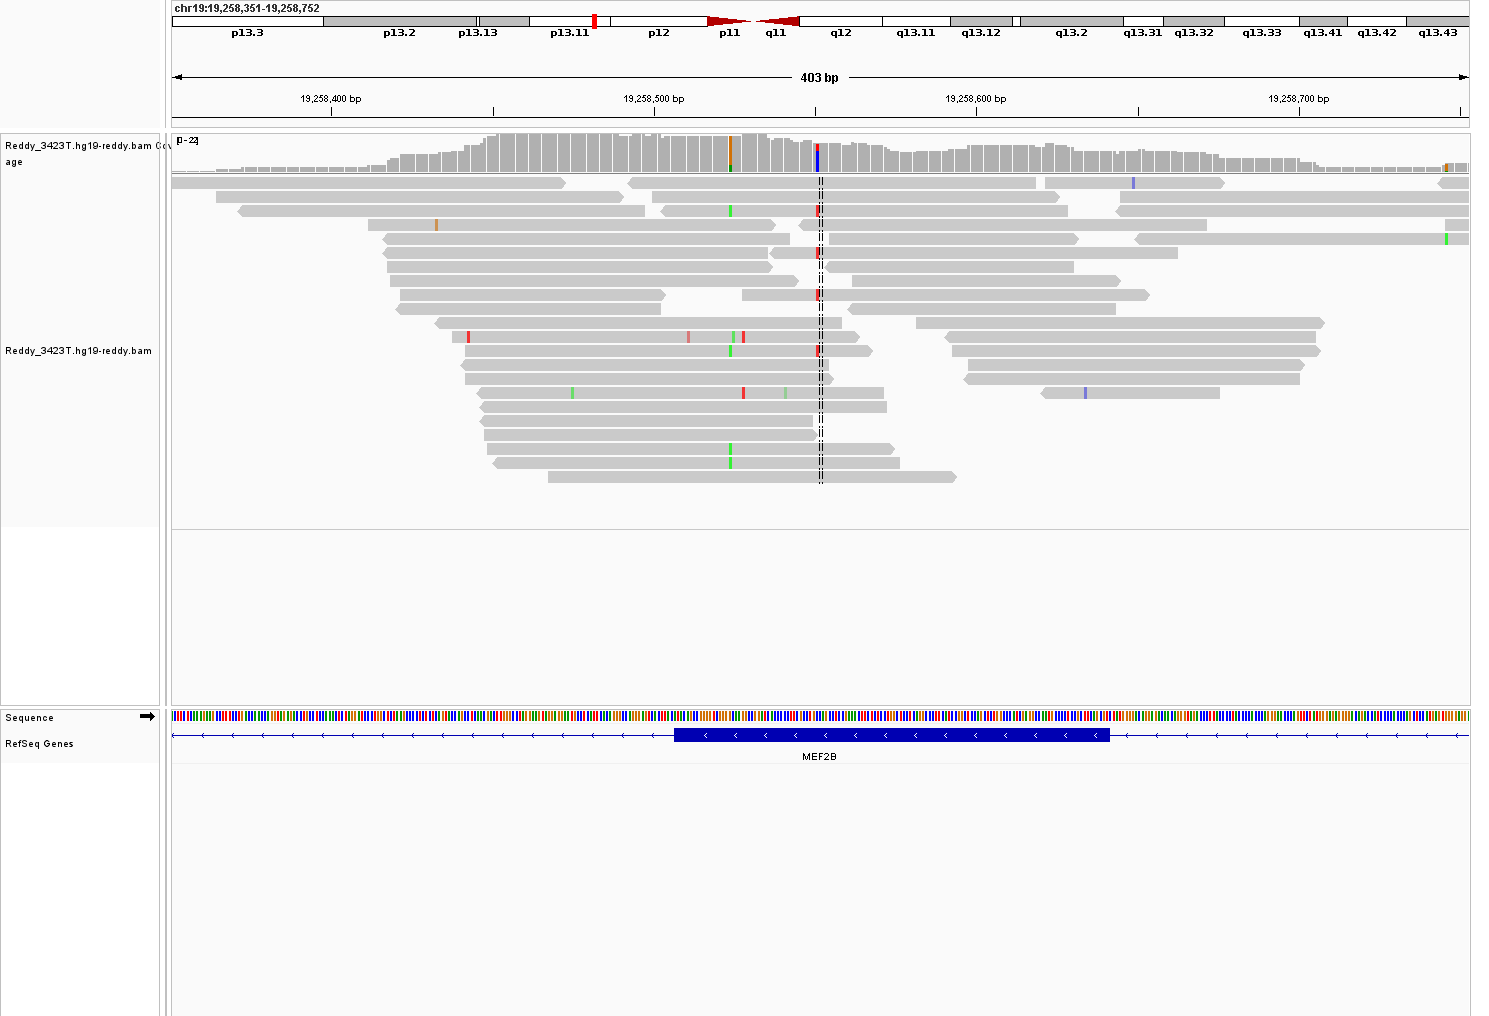 chr19:19,258,351-19,258,752
p13.3 p13.2 p13.13 p13.11 p12 p11 q11 q12 q13.11 q13.12 q13.2 q13.31 q13.32 q13.33 q13.41 q13.42 q13.43
403 bp
19,258,400 bp 19,258,500 bp 19,258,600 bp 19,258,700 bp
Reddy_3423T.hg19-reddy.bam Cov
age
[0-22]
Reddy_3423T.hg19-reddy.bam
Sequence
RefSeq Genes
MEF2B